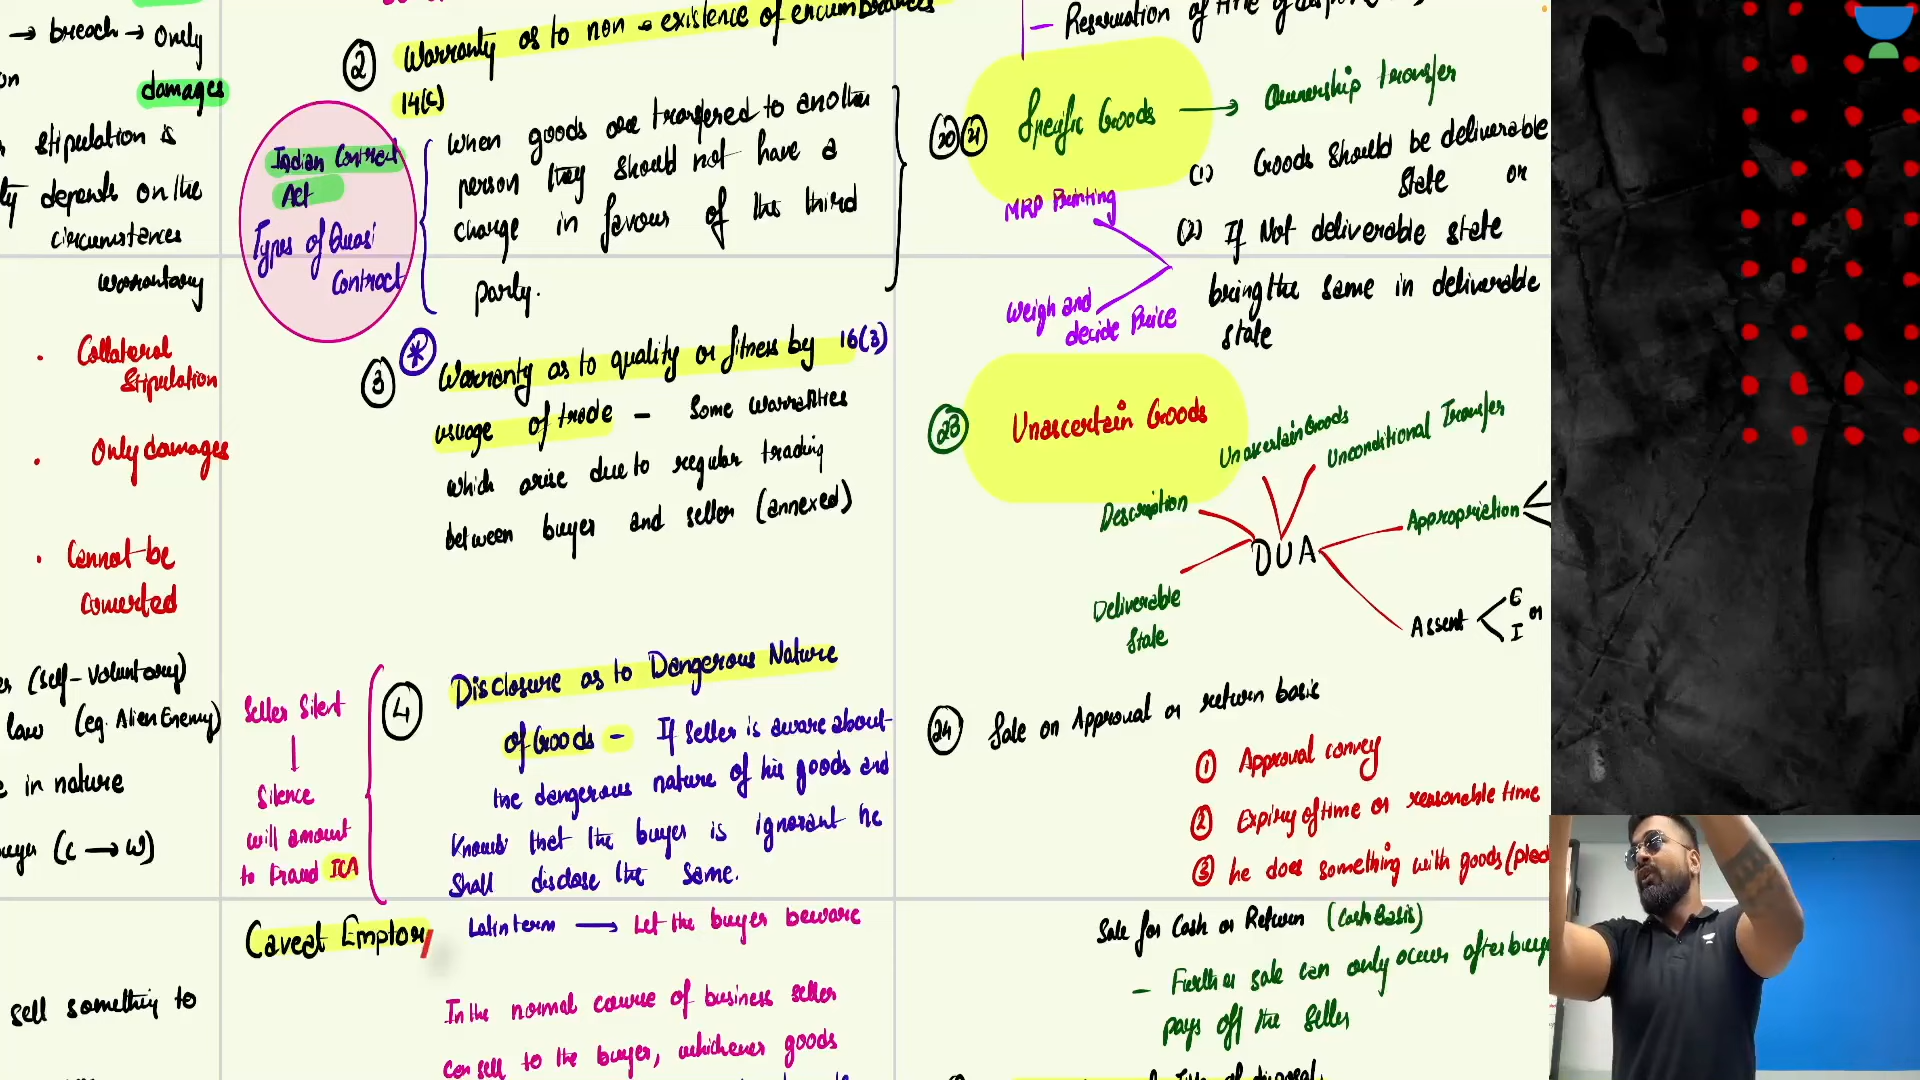 → breach → Only
damages
stipulation is
depends on the
circumstances
warrantary
· Collateral
Stipulation
· Only damages
· Cannot be
Converted
(self-voluntary)
law (eg. Alien Enemy)
in nature
(C → W)
sell something to
Indian Contract
Act
Types of Quasi
Contract
Seller Silent
↓
Silence
will amount
to Fraud ICA
② Warranty as to non-existence of encumbrances
14(c)
When goods are transfered to another
person they should not have a
charge in favour of the third
party.
③ * Warranty as to quality or fitness by 16(3)
usuage of trade – Some warranties
which arise due to regular trading
between buyer and seller (annexed)
④ Disclosure as to Dangerous Nature
of Goods – If seller is aware about
the dangerous nature of his goods and
knows that the buyer is ignorant he
shall disclose the same.
Caveat Emptor/ Latin term → Let the buyer beware
In the normal course of business seller
can sell to the buyer, whichever goods
– Reservation of
20 21 Specific Goods → Ownership transfer
(1) Goods should be deliverable
state or
MRP Printing
(2) If Not deliverable state
Weigh and
decide Price
bring the same in deliverable
state
23 Unascertain Goods
Unascertain Goods
Unconditional Transfer
Description
DUA
Appropriation
Deliverable
State
Assent < E or I
24 Sale on Approval or return basis
① Approval convey
② Expiry of time or reasonable time
③ he does something with goods (pled
Sale for Cash or Return (Cash Basis)
– Further sale can only occur after buye
pays off the seller
of disposal